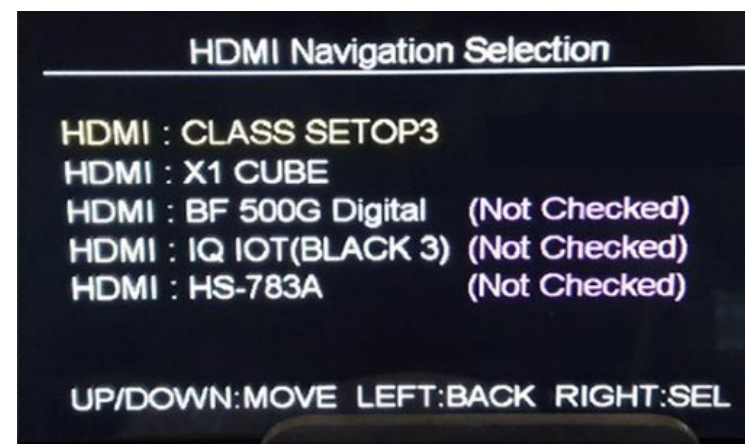 HDMI Navigation Selection
HDMI : CLASS SETOP3
HDMI : X1 CUBE
HDMI : BF 500G Digital (Not Checked)
HDMI : IQ IOT(BLACK 3) (Not Checked)
HDMI : HS-783A (Not Checked)
UP/DOWN:MOVE LEFT:BACK RIGHT:SEL